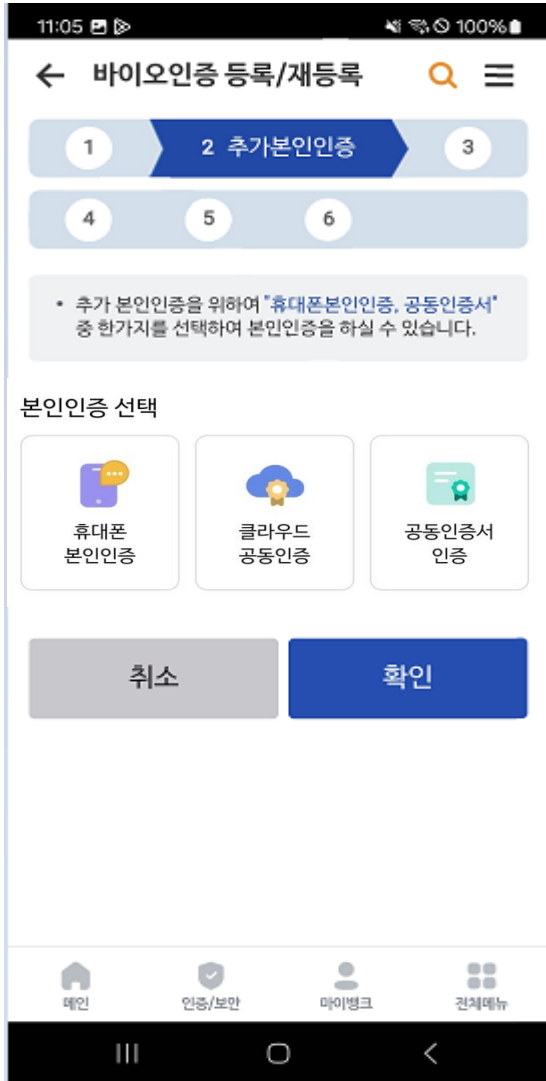 11:05 100%
바이오인증 등록/재등록
1 2 추가본인인증 3
4 5 6
• 추가 본인인증을 위하여 "휴대폰본인인증, 공동인증서"
중 한가지를 선택하여 본인인증을 하실 수 있습니다.
본인인증 선택
휴대폰
본인인증
클라우드
공동인증
공동인증서
인증
취소 확인
메인 인증/보안 마이뱅크 전체메뉴